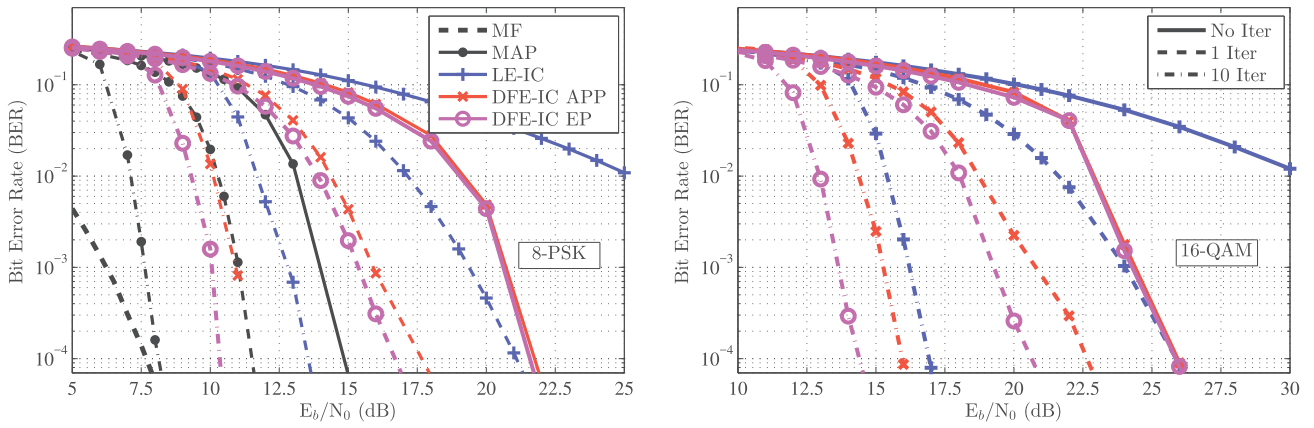 Bit Error Rate (BER)
10⁻¹
10⁻²
10⁻³
10⁻⁴
5
7.5
10
12.5
15
17.5
20
22.5
25
E_b/N_0 (dB)
MF
MAP
LE-IC
DFE-IC APP
DFE-IC EP
8-PSK
Bit Error Rate (BER)
10⁻¹
10⁻²
10⁻³
10⁻⁴
10
12.5
15
17.5
20
22.5
25
27.5
30
E_b/N_0 (dB)
No Iter
1 Iter
10 Iter
16-QAM